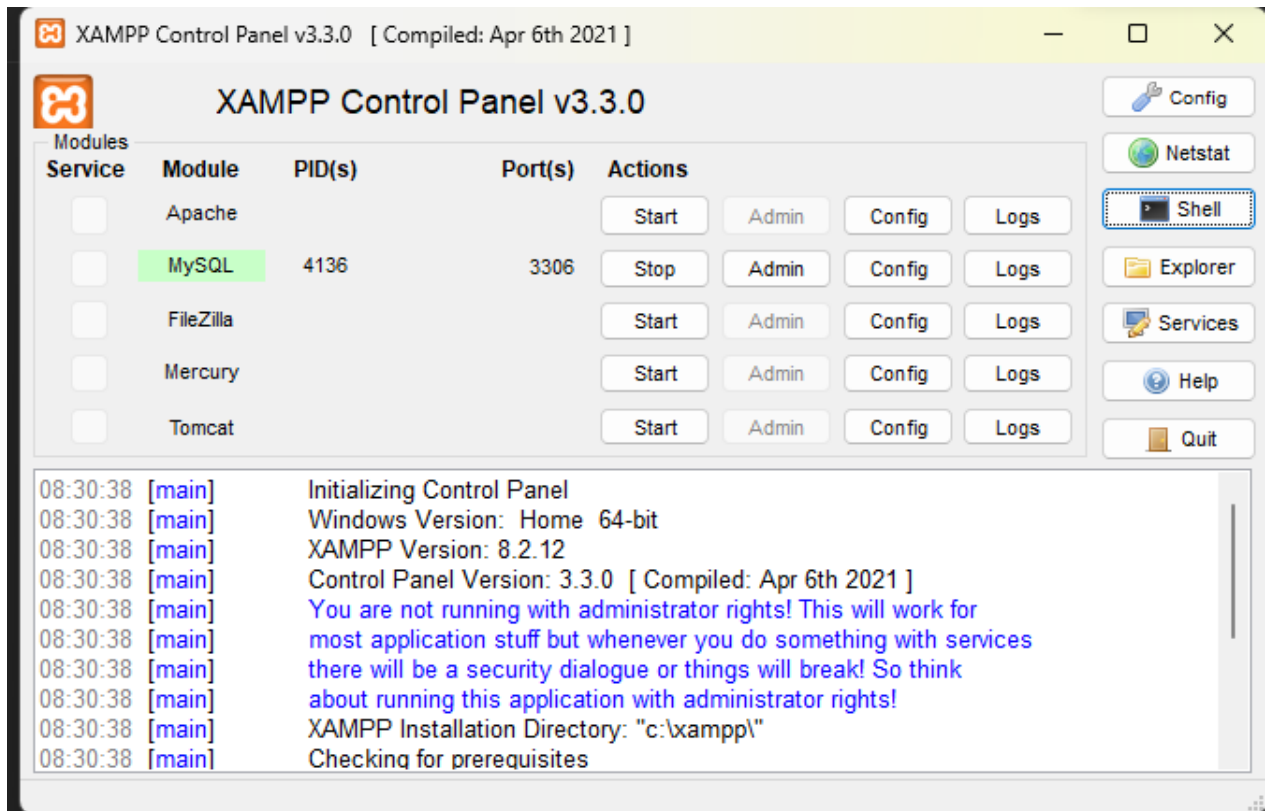 XAMPP Control Panel v3.3.0 [ Compiled: Apr 6th 2021 ]
XAMPP Control Panel v3.3.0
Config
Modules
Netstat
Service Module PID(s) Port(s) Actions
Apache Start Admin Config Logs
Shell
MySQL 4136 3306 Stop Admin Config Logs
Explorer
FileZilla Start Admin Config Logs
Services
Mercury Start Admin Config Logs
Help
Tomcat Start Admin Config Logs
Quit
08:30:38 [main] Initializing Control Panel
08:30:38 [main] Windows Version: Home 64-bit
08:30:38 [main] XAMPP Version: 8.2.12
08:30:38 [main] Control Panel Version: 3.3.0 [ Compiled: Apr 6th 2021 ]
08:30:38 [main] You are not running with administrator rights! This will work for
08:30:38 [main] most application stuff but whenever you do something with services
08:30:38 [main] there will be a security dialogue or things will break! So think
08:30:38 [main] about running this application with administrator rights!
08:30:38 [main] XAMPP Installation Directory: "c:\xampp\"
08:30:38 [main] Checking for prerequisites